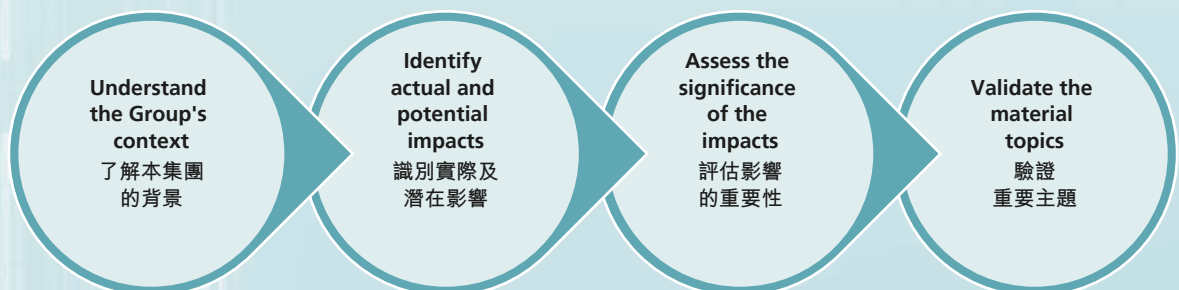 Understand
the Group's
context
了解本集團
的背景
Identify
actual and
potential
impacts
識別實際及
潛在影響
Assess the
significance
of the
impacts
評估影響
的重要性
Validate the
material
topics
驗證
重要主題